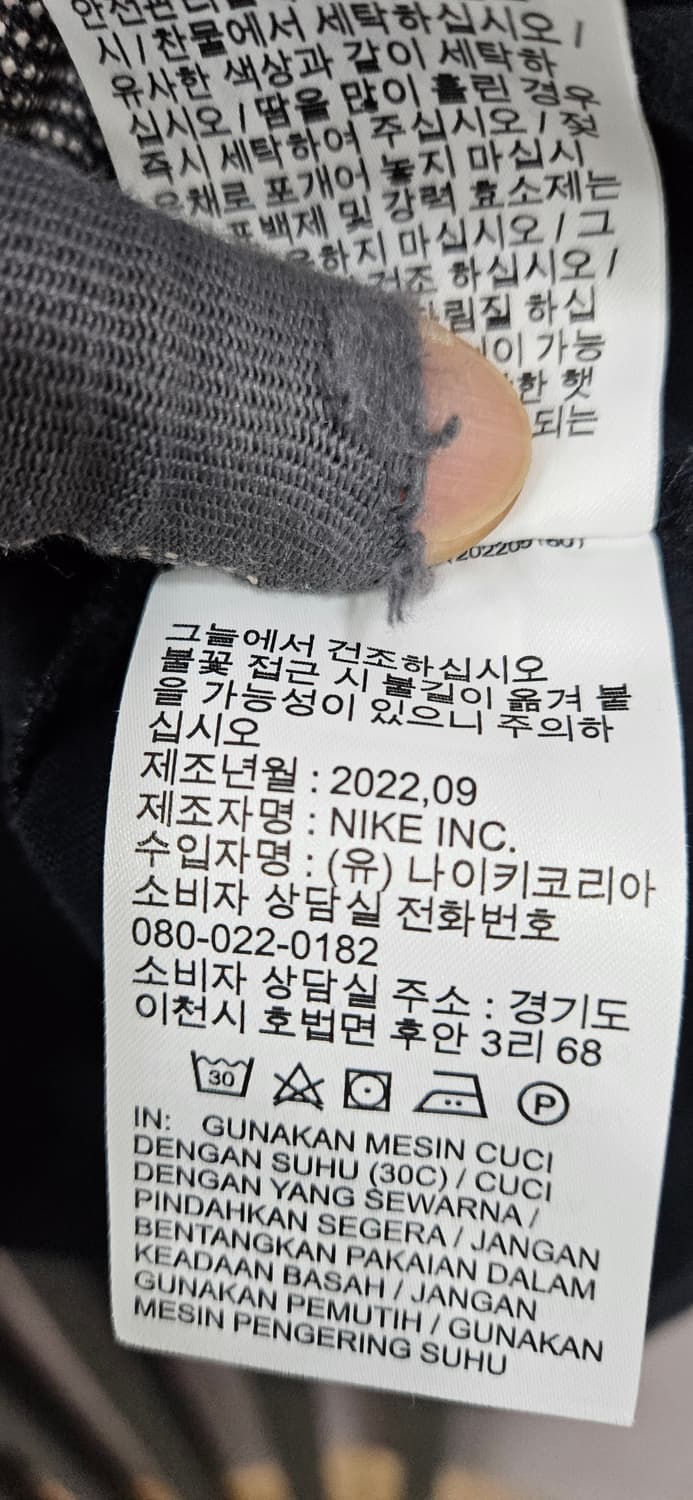 시 / 찬물에서 세탁하십시오 /
유사한 색상과 같이 세탁하
십시오 / 땀을 많이 흘린 경우
즉시 세탁하여 주십시오 / 젖
은채로 포개어 놓지 마십시
표백제 및 강력 효소제는
하지 마십시오 / 그
건조 하십시오 /
다림질 하십
이 가능
한 햇
되는
그늘에서 건조하십시오
불꽃 접근 시 불길이 옮겨 붙
을 가능성이 있으니 주의하
십시오
제조년월 : 2022,09
제조자명 : NIKE INC.
수입자명 : (유) 나이키코리아
소비자 상담실 전화번호
080-022-0182
소비자 상담실 주소 : 경기도
이천시 호법면 후안 3리 68
30
P
IN: GUNAKAN MESIN CUCI
DENGAN SUHU (30C) / CUCI
DENGAN YANG SEWARNA /
PINDAHKAN SEGERA / JANGAN
BENTANGKAN PAKAIAN DALAM
KEADAAN BASAH / JANGAN
GUNAKAN PEMUTIH / GUNAKAN
MESIN PENGERING SUHU